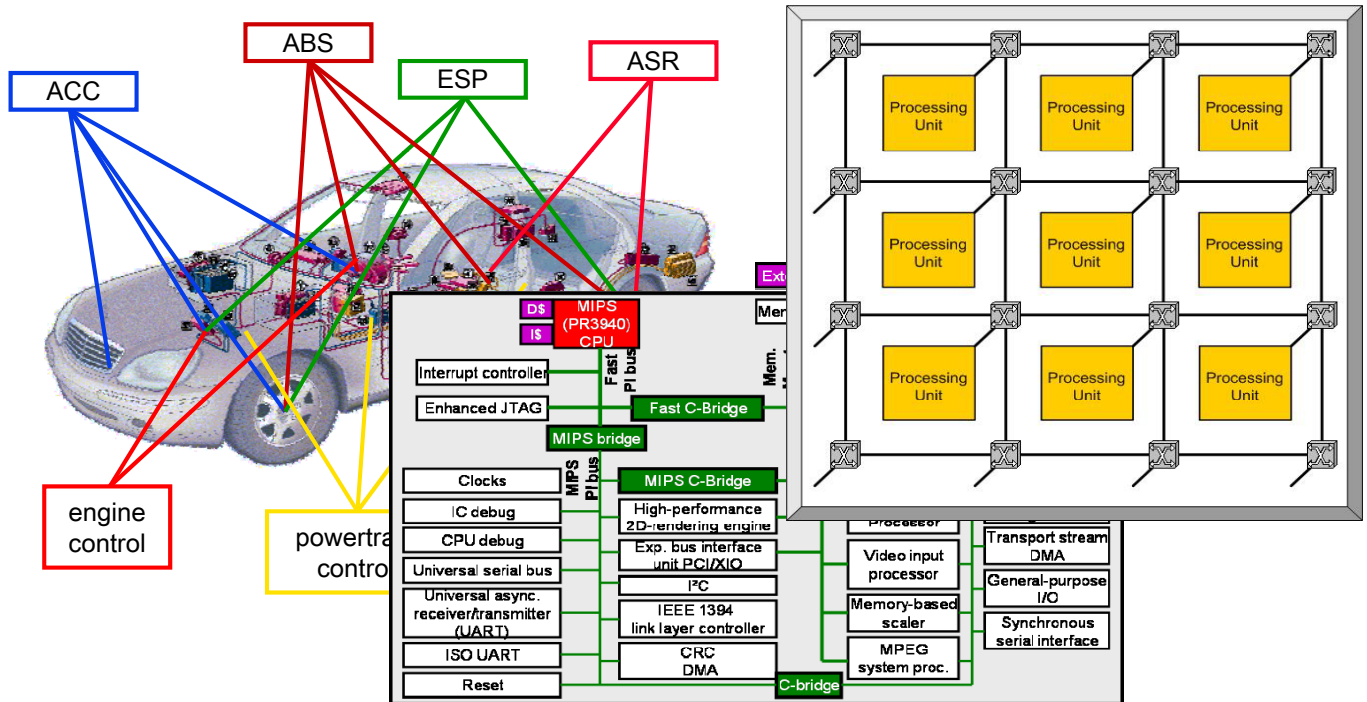 ABS
ASR
ACC
ESP
engine
control
D$
I$
MIPS
(PR3940)
CPU
Fast
PI bus
Mem.
Interrupt controller
Enhanced JTAG
Fast C-Bridge
MIPS bridge
MIPS
PI bus
Clocks
MIPS C-Bridge
IC debug
High-performance
2D-rendering engine
CPU debug
Exp. bus interface
unit PCI/XIO
Universal serial bus
I²C
Universal async.
receiver/transmitter
(UART)
IEEE 1394
link layer controller
ISO UART
CRC
DMA
Reset
C-bridge
Processor
Video input
processor
Memory-based
scaler
MPEG
system proc.
Transport stream
DMA
General-purpose
I/O
Synchronous
serial interface
Processing
Unit
Processing
Unit
Processing
Unit
Processing
Unit
Processing
Unit
Processing
Unit
Processing
Unit
Processing
Unit
Processing
Unit